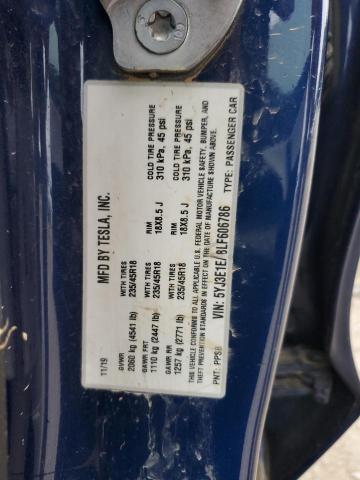 MFD BY TESLA, INC.
11/19
GVWR
2060 kg (4541 lb)
WITH TIRES
235/45R18
RIM
18X8.5 J
COLD TIRE PRESSURE
310 kPa, 45 psi
GAWR FRT
1110 kg (2447 lb)
WITH TIRES
235/45R18
RIM
18X8.5 J
COLD TIRE PRESSURE
310 kPa, 45 psi
GAWR RR
1257 kg (2771 lb)
WITH TIRES
235/45R18
THIS VEHICLE CONFORMS TO ALL APPLICABLE U.S. FEDERAL MOTOR VEHICLE SAFETY, BUMPER, AND
THEFT PREVENTION STANDARDS IN EFFECT ON THE DATE OF MANUFACTURE SHOWN ABOVE.
VIN: 5YJ3E1E/ 8LF606786
PNT: PPSB
TYPE: PASSENGER CAR